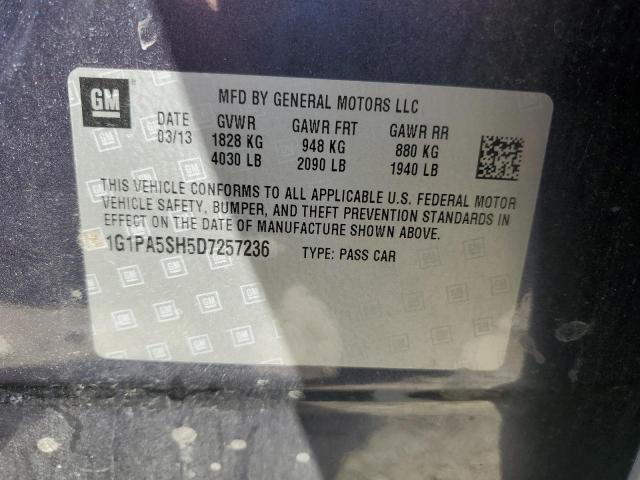 GM
MFD BY GENERAL MOTORS LLC
DATE GVWR GAWR FRT GAWR RR
03/13 1828 KG 948 KG 880 KG
4030 LB 2090 LB 1940 LB
THIS VEHICLE CONFORMS TO ALL APPLICABLE U.S. FEDERAL MOTOR
VEHICLE SAFETY, BUMPER, AND THEFT PREVENTION STANDARDS IN
EFFECT ON THE DATE OF MANUFACTURE SHOWN ABOVE.
1G1PA5SH5D7257236 TYPE: PASS CAR